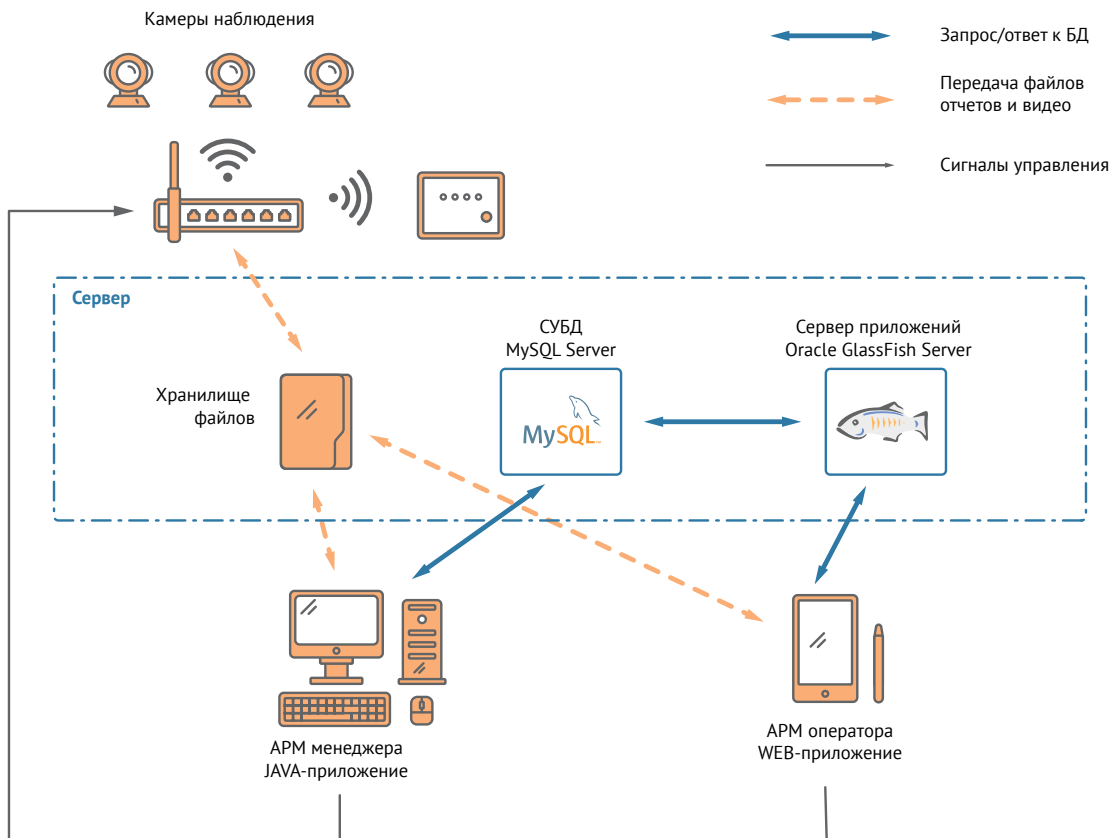 Камеры наблюдения
Запрос/ответ к БД
Передача файлов
отчетов и видео
Сигналы управления
Сервер
СУБД
MySQL Server
Сервер приложений
Oracle GlassFish Server
Хранилище
файлов
MySQL
АРМ менеджера
JAVA-приложение
АРМ оператора
WEB-приложение